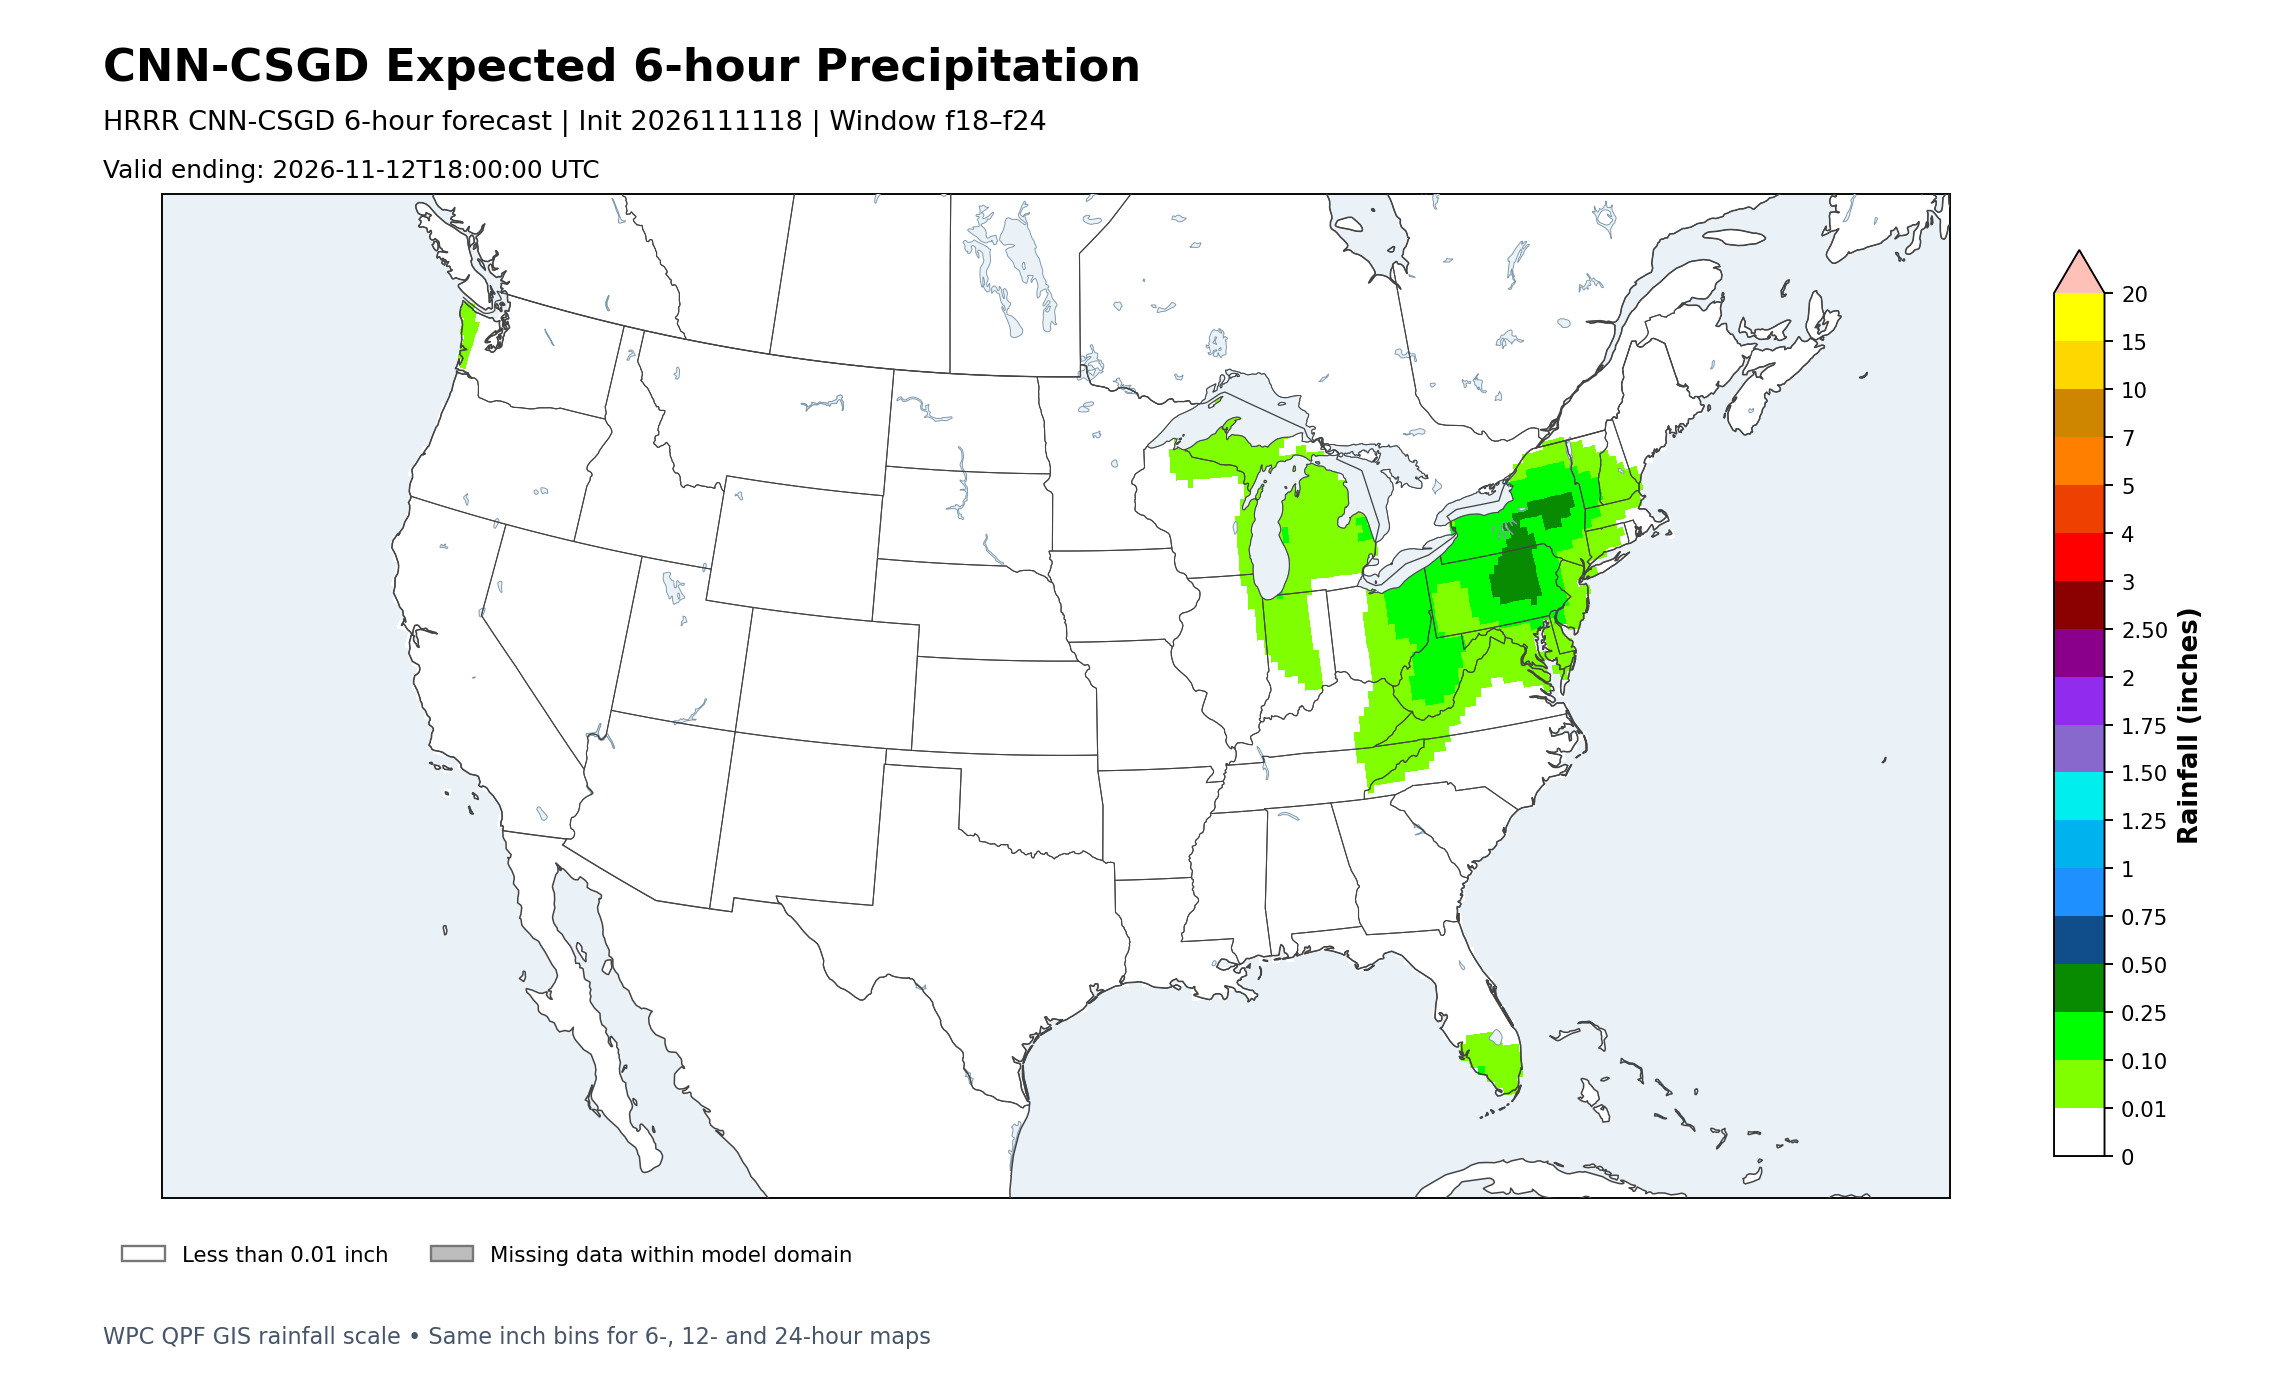 CNN-CSGD Expected 6-hour Precipitation
HRRR CNN-CSGD 6-hour forecast | Init 2026111118 | Window f18–f24
Valid ending: 2026-11-12T18:00:00 UTC
20
15
10
7
5
4
3
2.50
2
1.75
1.50
1.25
1
0.75
0.50
0.25
0.10
0.01
0
Rainfall (inches)
Less than 0.01 inch
Missing data within model domain
WPC QPF GIS rainfall scale • Same inch bins for 6-, 12- and 24-hour maps